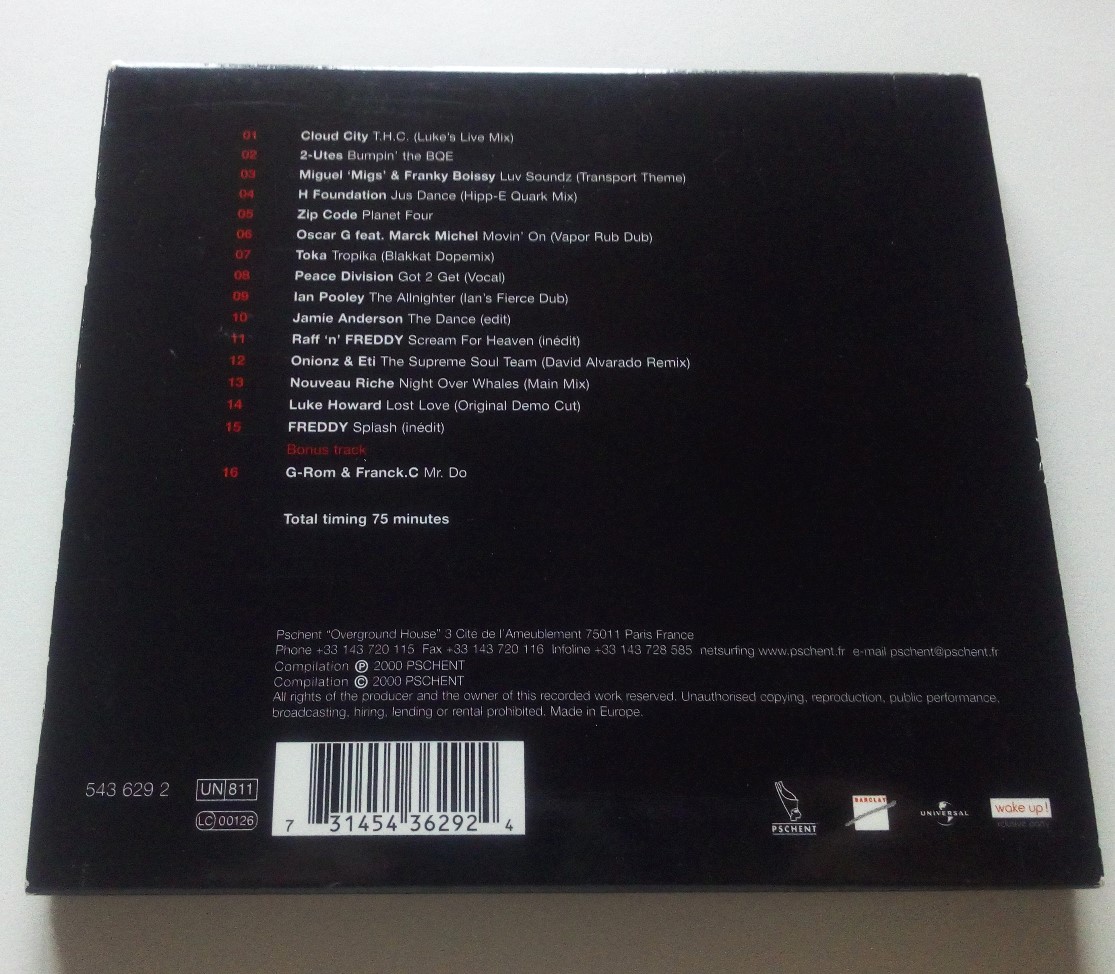 01 Cloud City T.H.C. (Luke's Live Mix)
02 2-Utes Bumpin' the BQE
03 Miguel 'Migs' & Franky Boissy Luv Soundz (Transport Theme)
04 H Foundation Jus Dance (Hipp-E Quark Mix)
05 Zip Code Planet Four
06 Oscar G feat. Marck Michel Movin' On (Vapor Rub Dub)
07 Toka Tropika (Blakkat Dopemix)
08 Peace Division Got 2 Get (Vocal)
09 Ian Pooley The Allnighter (Ian's Fierce Dub)
10 Jamie Anderson The Dance (edit)
11 Raff 'n' FREDDY Scream For Heaven (inédit)
12 Onionz & Eti The Supreme Soul Team (David Alvarado Remix)
13 Nouveau Riche Night Over Whales (Main Mix)
14 Luke Howard Lost Love (Original Demo Cut)
15 FREDDY Splash (inédit)
Bonus track
16 G-Rom & Franck.C Mr. Do
Total timing 75 minutes
Pschent "Overground House" 3 Cité de l'Ameublement 75011 Paris France
Phone +33 143 720 115 Fax +33 143 720 116 Infoline +33 143 728 585 netsurfing www.pschent.fr e-mail pschent@pschent.fr
Compilation Ⓟ 2000 PSCHENT
Compilation © 2000 PSCHENT
All rights of the producer and the owner of this recorded work reserved. Unauthorised copying, reproduction, public performance,
broadcasting, hiring, lending or rental prohibited. Made in Europe.
543 629 2
UN 811
LC 00126
7 31454 36292 4
PSCHENT
BARCLAY
UNIVERSAL
wake up!